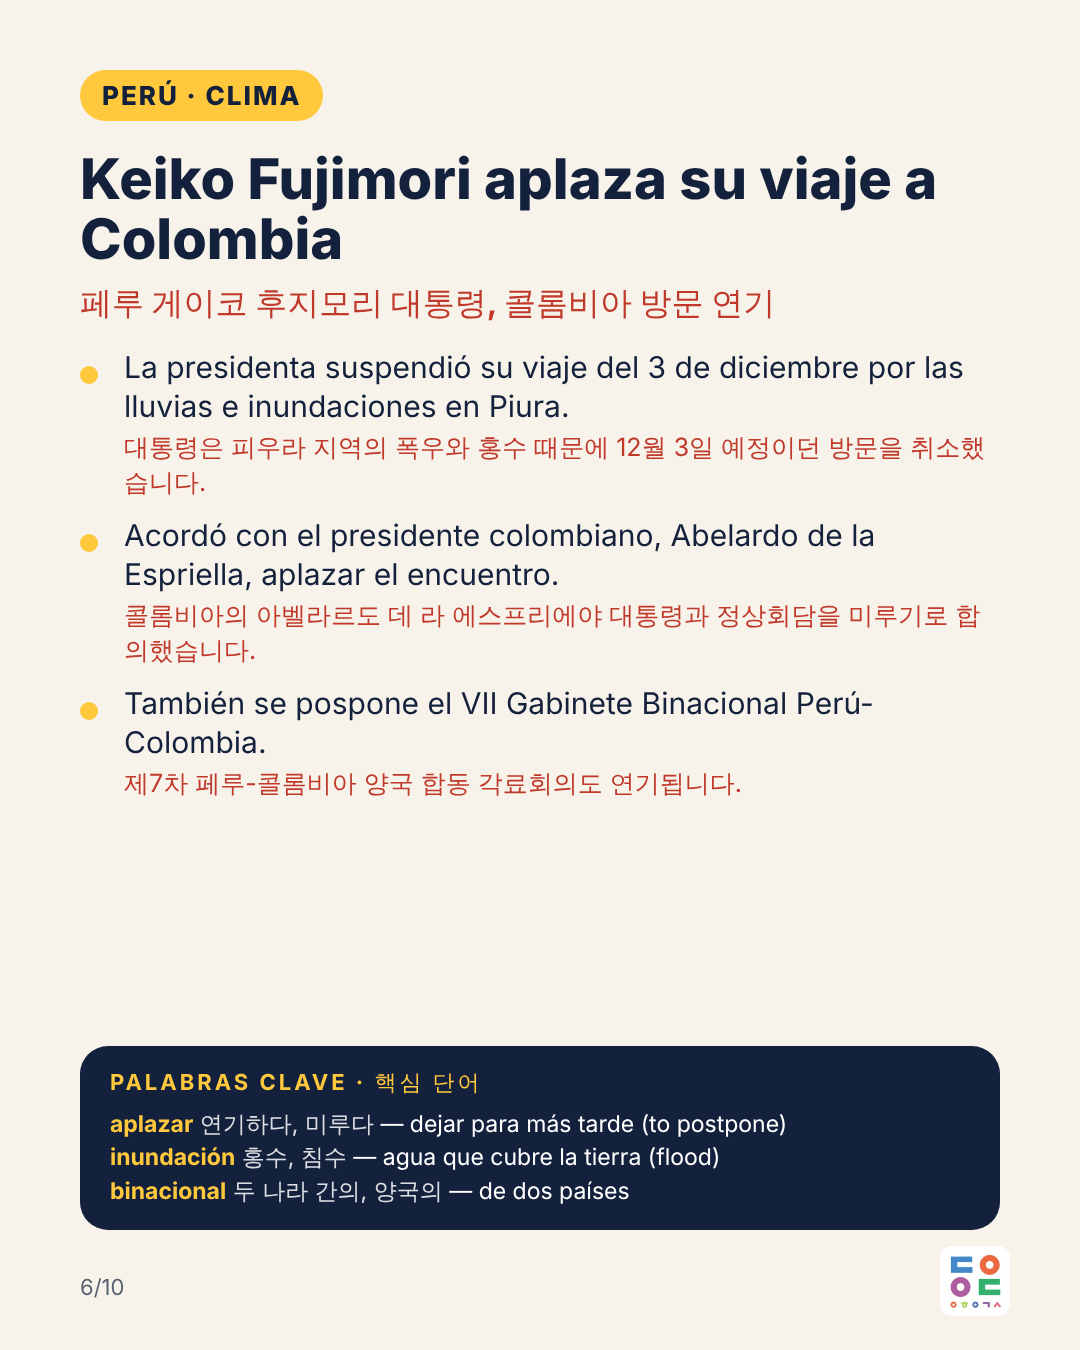 PERÚ · CLIMA
Keiko Fujimori aplaza su viaje a
Colombia
페루 게이코 후지모리 대통령, 콜롬비아 방문 연기
La presidenta suspendió su viaje del 3 de diciembre por las
lluvias e inundaciones en Piura.
대통령은 피우라 지역의 폭우와 홍수 때문에 12월 3일 예정이던 방문을 취소했
습니다.
Acordó con el presidente colombiano, Abelardo de la
Espriella, aplazar el encuentro.
콜롬비아의 아벨라르도 데 라 에스프리에야 대통령과 정상회담을 미루기로 합
의했습니다.
También se pospone el VII Gabinete Binacional Perú-
Colombia.
제7차 페루-콜롬비아 양국 합동 각료회의도 연기됩니다.
PALABRAS CLAVE · 핵심 단어
aplazar 연기하다, 미루다 — dejar para más tarde (to postpone)
inundación 홍수, 침수 — agua que cubre la tierra (flood)
binacional 두 나라 간의, 양국의 — de dos países
6/10